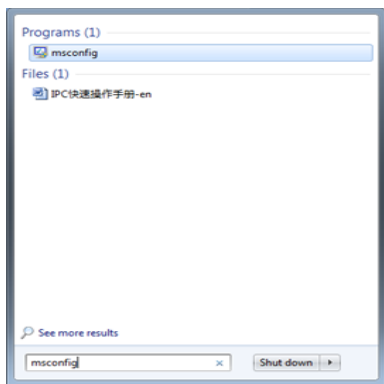 Programs (1)
msconfig
Files (1)
IPC快速操作手册-en
See more results
msconfig
Shut down